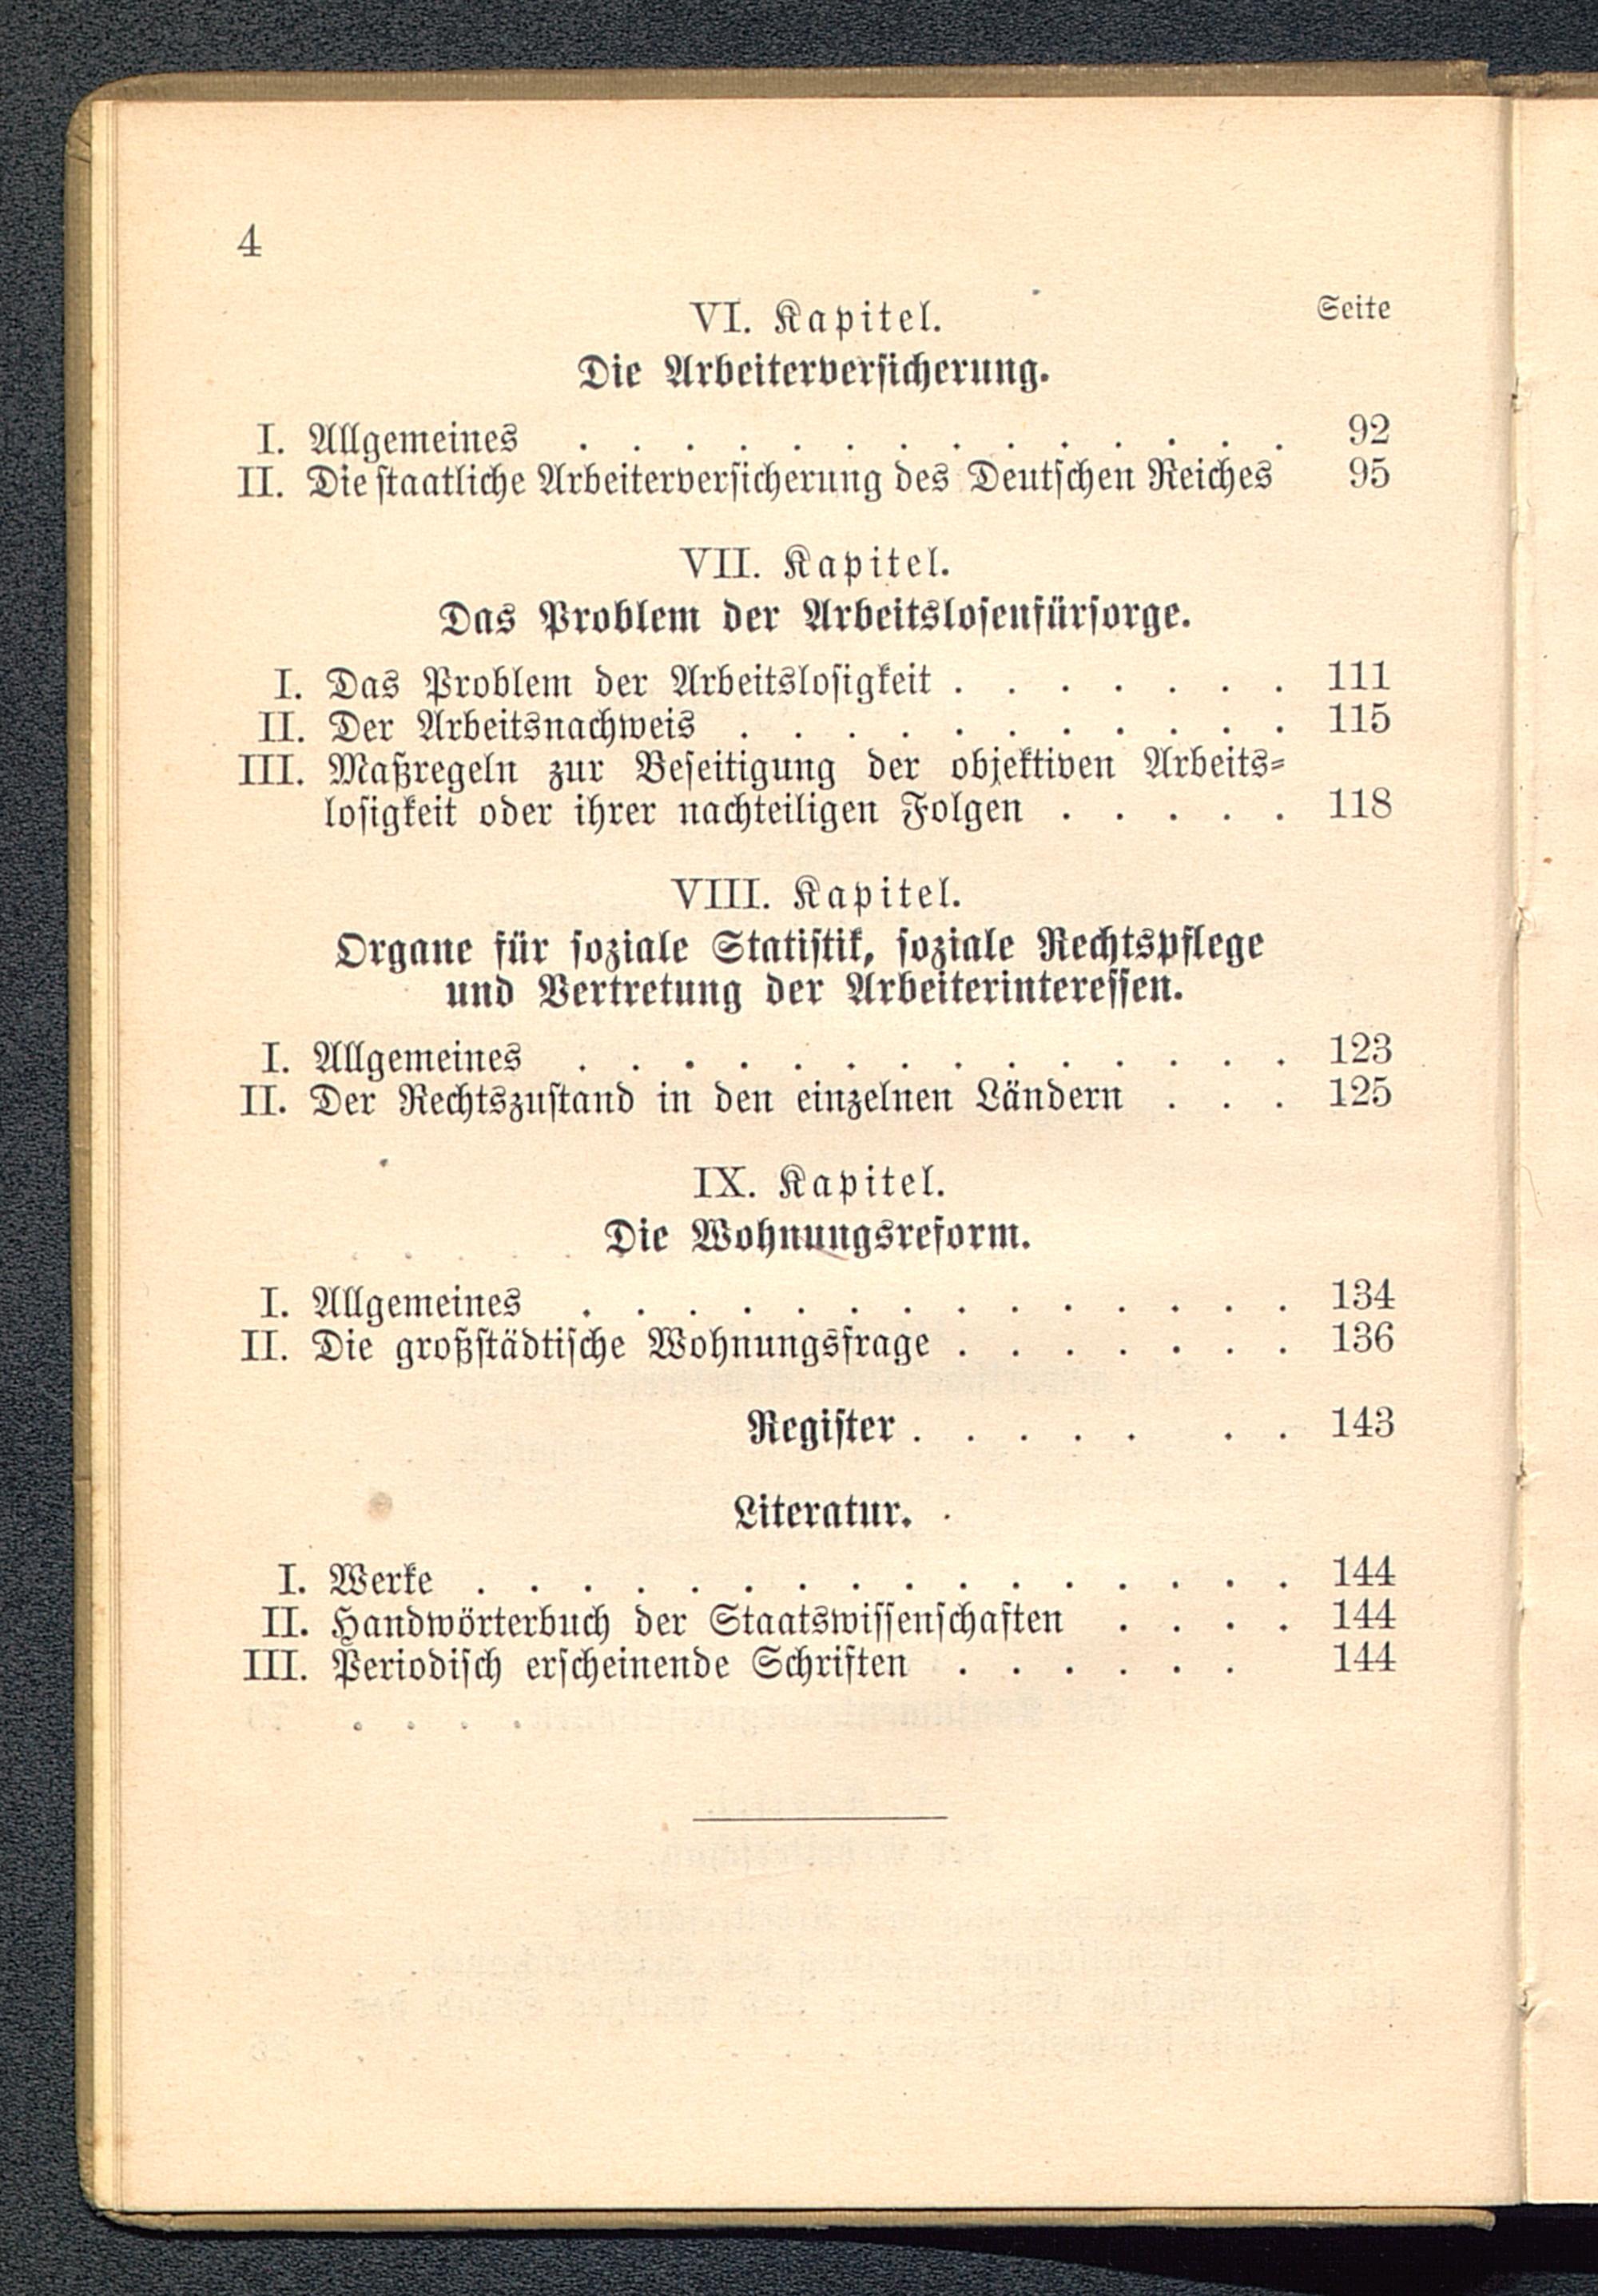 4
VI. Kapitel. Seite
Die Arbeiterversicherung.
I. Allgemeines . . . . . . . . . . . . . . 92
II. Die staatliche Arbeiterversicherung des Deutschen Reiches 95
VII. Kapitel.
Das Problem der Arbeitslosenfürsorge.
I. Das Problem der Arbeitslosigkeit . . . . . . . 111
II. Der Arbeitsnachweis . . . . . . . . . . . 115
III. Maßregeln zur Beseitigung der objektiven Arbeits-
losigkeit oder ihrer nachteiligen Folgen . . . . . 118
VIII. Kapitel.
Organe für soziale Statistik, soziale Rechtspflege
und Vertretung der Arbeiterinteressen.
I. Allgemeines . . . . . . . . . . . . . . 123
II. Der Rechtszustand in den einzelnen Ländern . . . 125
IX. Kapitel.
Die Wohnungsreform.
I. Allgemeines . . . . . . . . . . . . . . 134
II. Die großstädtische Wohnungsfrage . . . . . . . 136
Register . . . . . . . 143
Literatur.
I. Werke . . . . . . . . . . . . . . . . 144
II. Handwörterbuch der Staatswissenschaften . . . . 144
III. Periodisch erscheinende Schriften . . . . . . 144